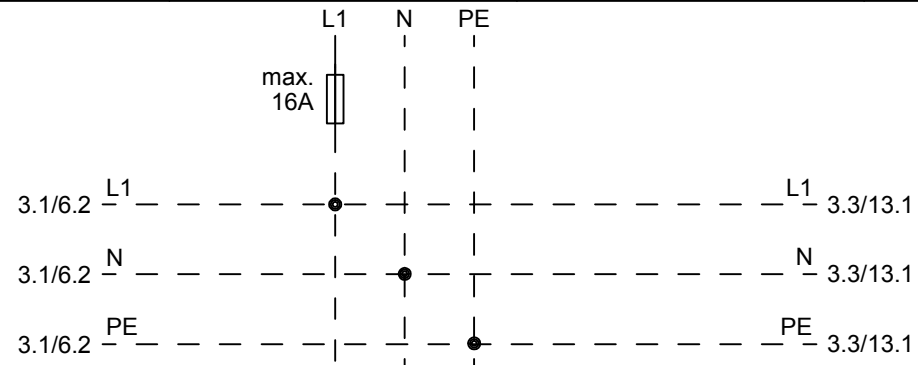 L1 N PE
max.
16A
3.1/6.2 L1 L1 3.3/13.1
3.1/6.2 N N 3.3/13.1
3.1/6.2 PE PE 3.3/13.1